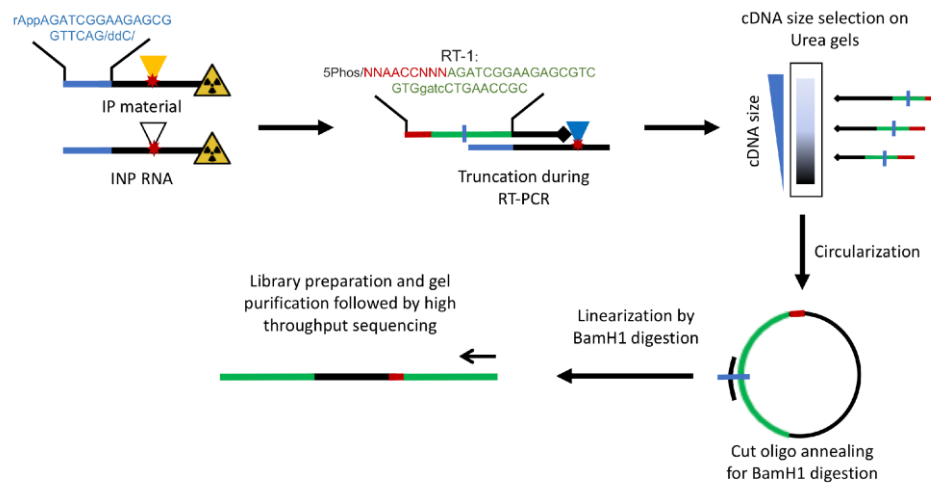 rAppAGATCGGAAGAGCG
GTTCAG/ddC/
IP material
INP RNA
RT-1:
5Phos/NNAACCNNNAGATCGGAAGAGCGTC
GTGgatcCTGAACCGC
Truncation during
RT-PCR
cDNA size selection on
Urea gels
cDNA size
Circularization
Library preparation and gel
purification followed by high
throughput sequencing
Linearization by
BamH1 digestion
Cut oligo annealing
for BamH1 digestion